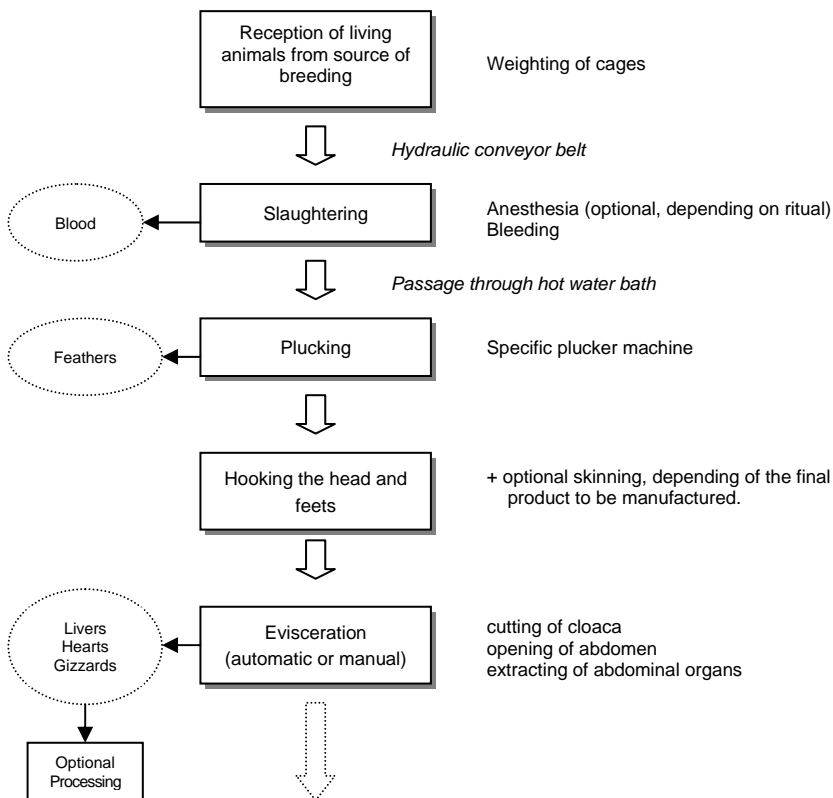 Reception of living
animals from source of
breeding
Weighting of cages
Hydraulic conveyor belt
Blood
Slaughtering
Anesthesia (optional, depending on ritual)
Bleeding
Passage through hot water bath
Feathers
Plucking
Specific plucker machine
Hooking the head and
feets
+ optional skinning, depending of the final
product to be manufactured.
Livers
Hearts
Gizzards
Evisceration
(automatic or manual)
cutting of cloaca
opening of abdomen
extracting of abdominal organs
Optional
Processing